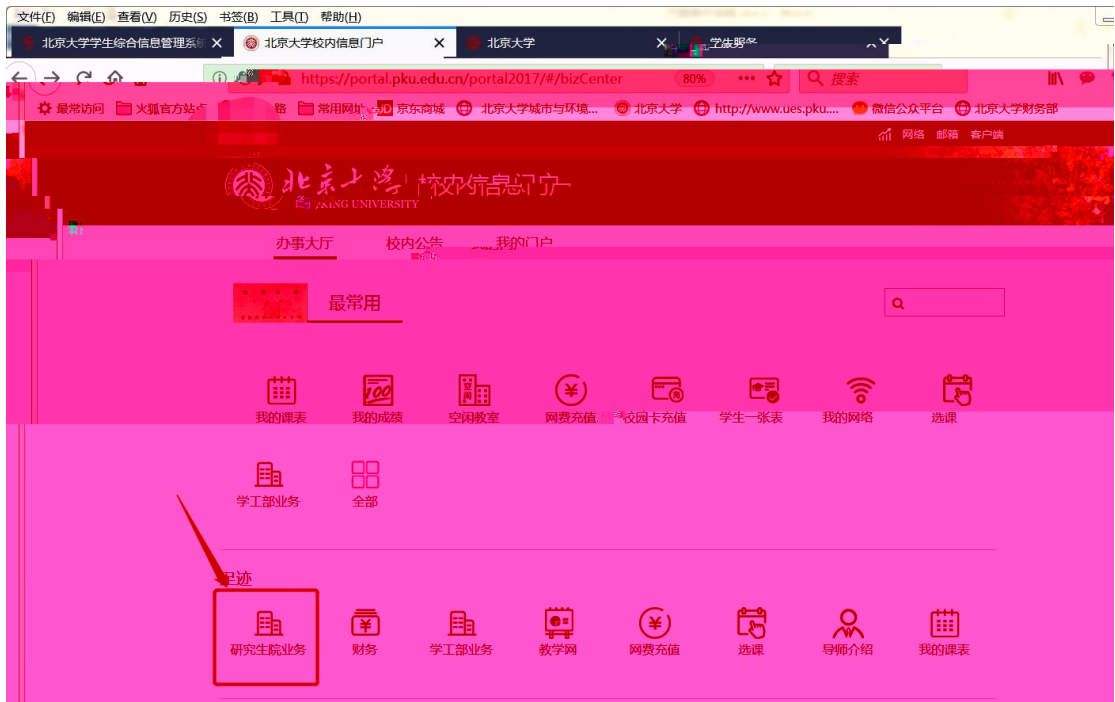 文件(F) 编辑(E) 查看(V) 历史(S) 书签(B) 工具(T) 帮助(H)
北京大学学生综合信息管理系统 北京大学校内信息门户 北京大学
https://portal.pku.edu.cn/portal2017/#/bizCenter 80% 搜索
最常访问 火狐官方站点 常用网址 JD 京东商城 北京大学城市与环境... 北京大学 http://www.ues.pku.... 微信公众平台 北京大学财务部
网络 邮箱 客户端
北京大学 校内信息门户
PEKING UNIVERSITY
办事大厅 校内公告 我的门户
最常用
我的课表 我的成绩 空闲教室 网费充值 校园卡充值 学生一张表 我的网络 选课
学工部业务 全部
足迹
研究生院业务 财务 学工部业务 教学网 网费充值 选课 导师介绍 我的课表